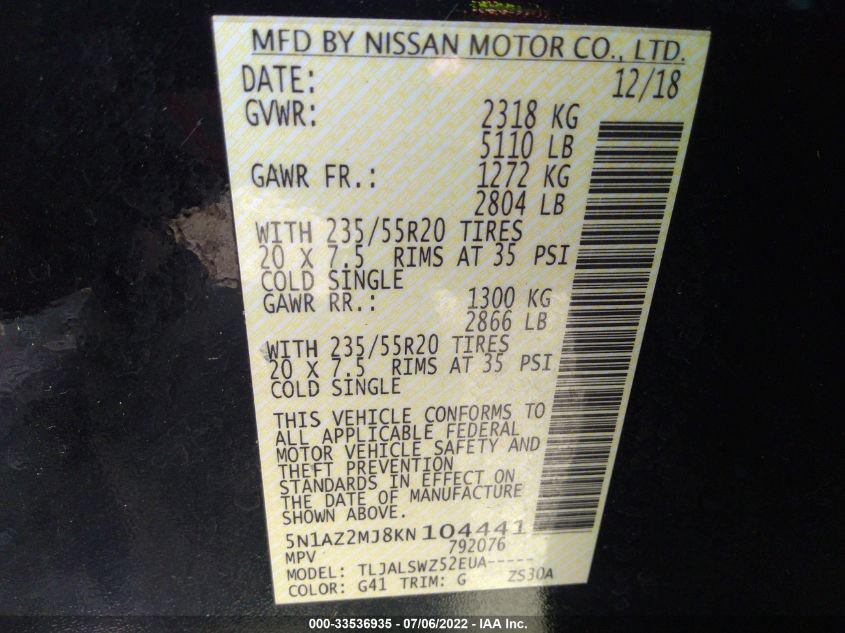 MFD BY NISSAN MOTOR CO., LTD.
DATE: 12/18
GVWR: 2318 KG
5110 LB
GAWR FR.: 1272 KG
2804 LB
WITH 235/55R20 TIRES
20 X 7.5 RIMS AT 35 PSI
COLD SINGLE
GAWR RR.: 1300 KG
2866 LB
WITH 235/55R20 TIRES
20 X 7.5 RIMS AT 35 PSI
COLD SINGLE
THIS VEHICLE CONFORMS TO
ALL APPLICABLE FEDERAL
MOTOR VEHICLE SAFETY AND
THEFT PREVENTION
STANDARDS IN EFFECT ON
THE DATE OF MANUFACTURE
SHOWN ABOVE.
5N1AZ2MJ8KN104441
MPV 792076
MODEL: TLJALSWZ52EUA-----
COLOR: G41 TRIM: G ZS30A
000-33536935 - 07/06/2022 - IAA Inc.